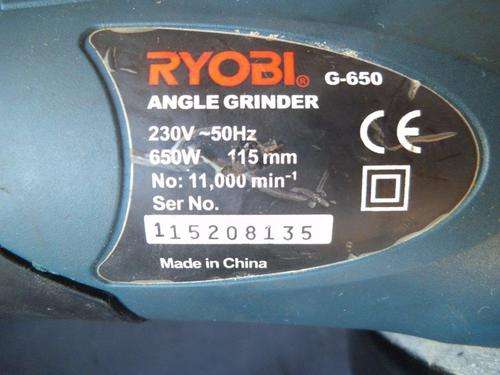 RYOBI® G-650
ANGLE GRINDER
230V ~50Hz
650W 115 mm
No: 11,000 min⁻¹
Ser No.
115208135
Made in China
CE